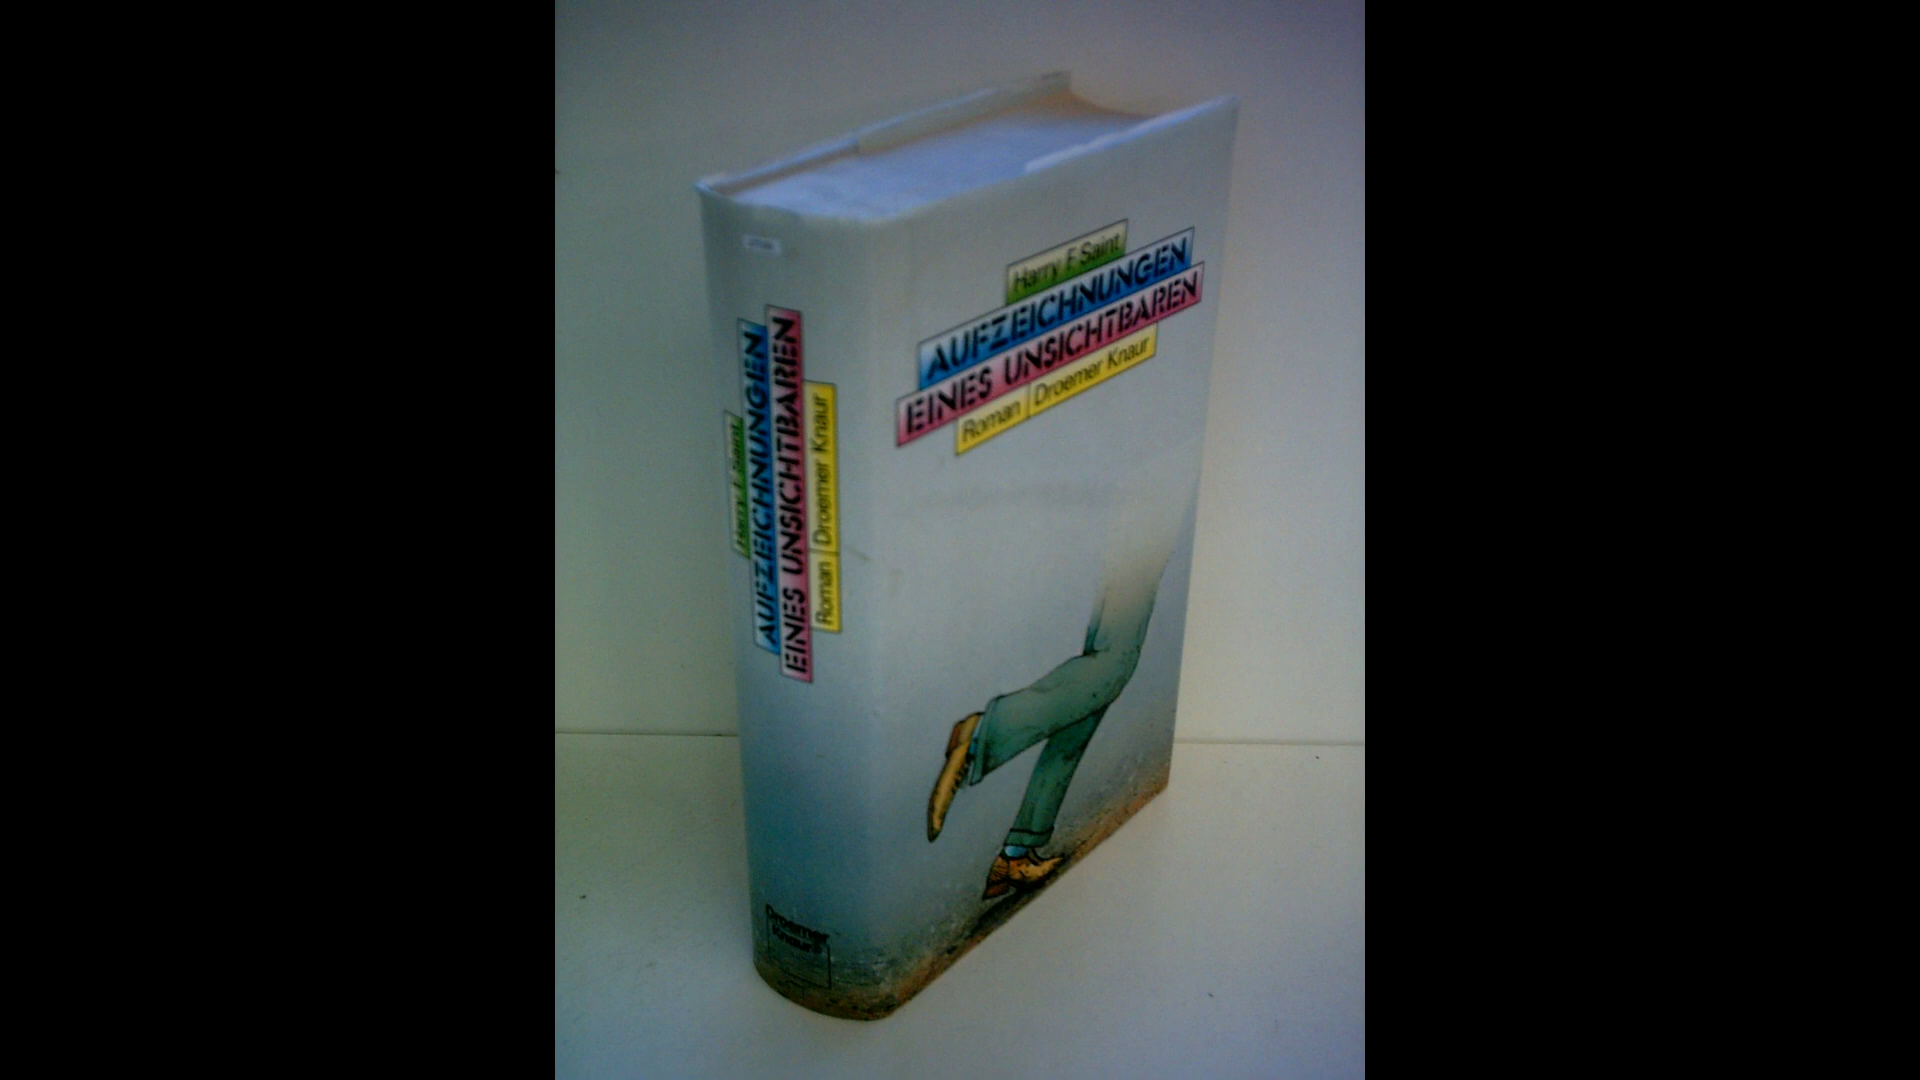 Harry F. Saint
AUFZEICHNUNGEN
EINES UNSICHTBAREN
Roman | Droemer Knaur
Harry F. Saint
AUFZEICHNUNGEN
EINES UNSICHTBAREN
Roman | Droemer Knaur
Droemer
Knaur